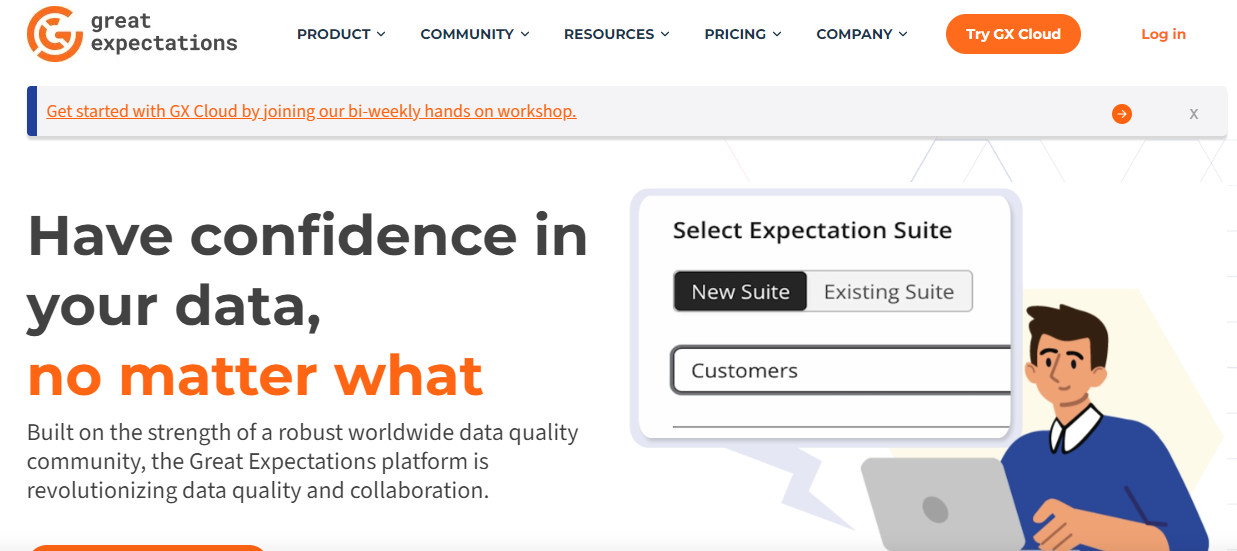 great
expectations
PRODUCT
COMMUNITY
RESOURCES
PRICING
COMPANY
Try GX Cloud
Log in
Get started with GX Cloud by joining our bi-weekly hands on workshop.
x
Have confidence in
your data,
no matter what
Built on the strength of a robust worldwide data quality
community, the Great Expectations platform is
revolutionizing data quality and collaboration.
Select Expectation Suite
New Suite
Existing Suite
Customers